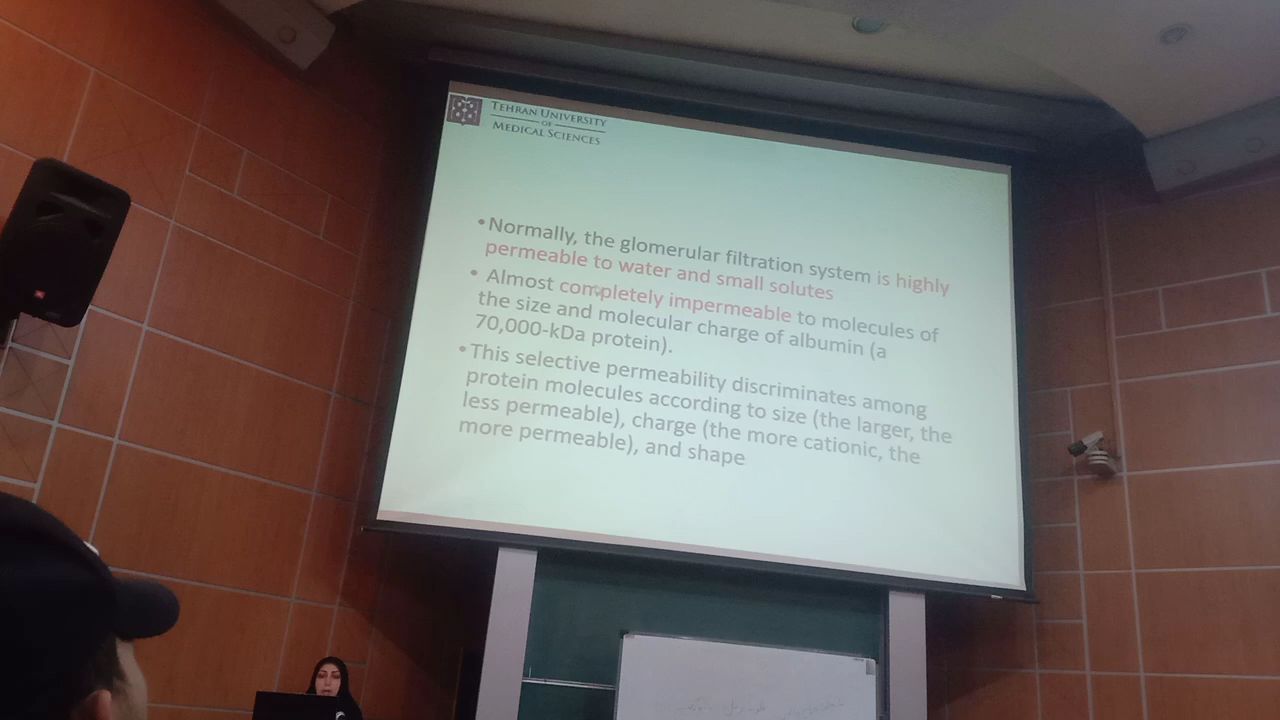 TEHRAN UNIVERSITY
OF
MEDICAL SCIENCES
•Normally, the glomerular filtration system is highly
permeable to water and small solutes
• Almost completely impermeable to molecules of
the size and molecular charge of albumin (a
70,000-kDa protein).
•This selective permeability discriminates among
protein molecules according to size (the larger, the
less permeable), charge (the more cationic, the
more permeable), and shape